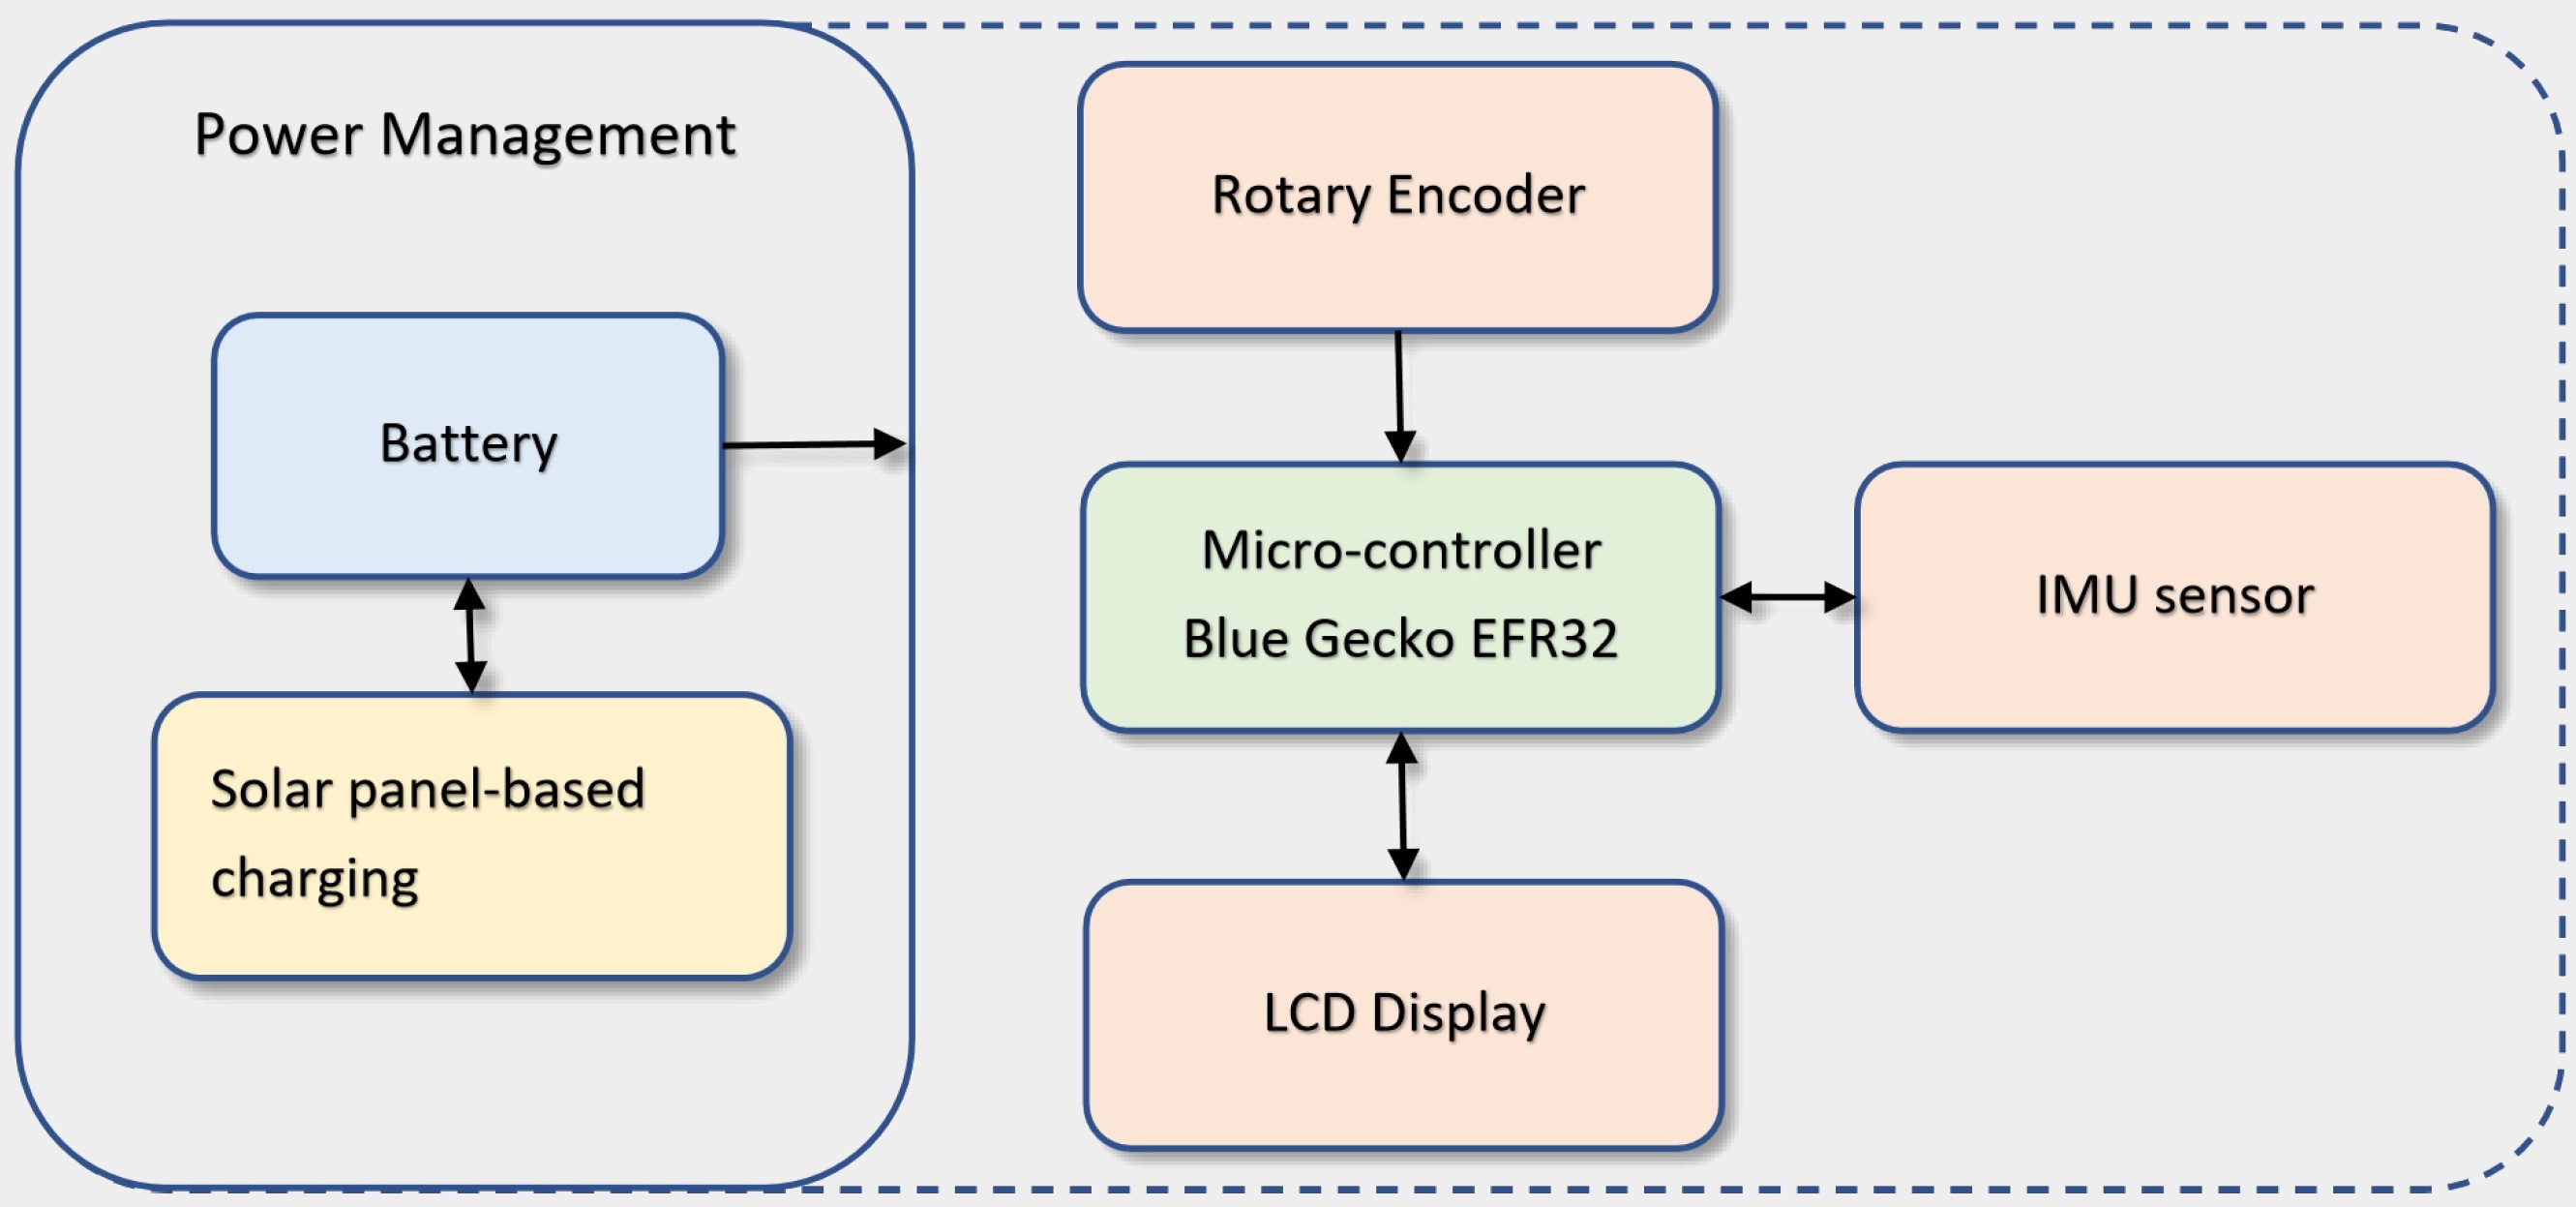 Power Management
Battery
Solar panel-based
charging
Rotary Encoder
Micro-controller
Blue Gecko EFR32
IMU sensor
LCD Display